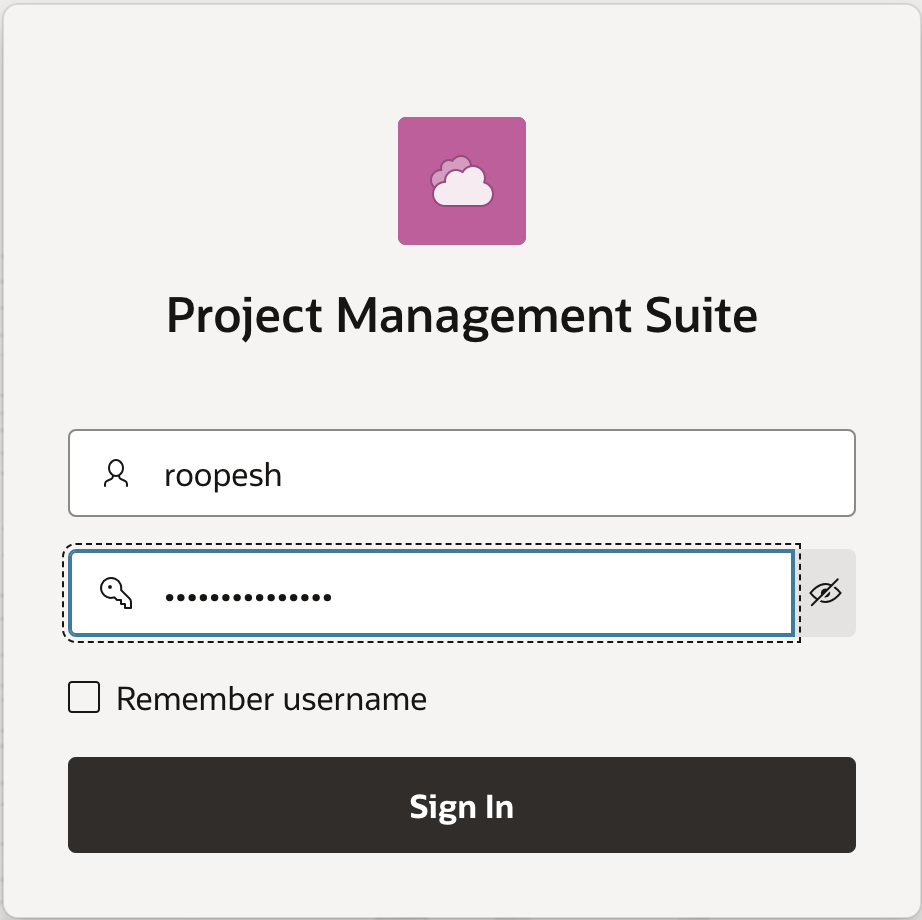 Project Management Suite
roopesh
•••••••••••••••
Remember username
Sign In